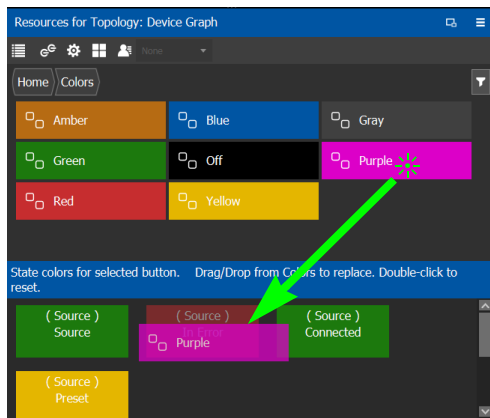 Resources for Topology: Device Graph
None
Home Colors
Amber Blue Gray
Green Off Purple
Red Yellow
State colors for selected button. Drag/Drop from Colors to replace. Double-click to
reset.
( Source ) ( Source ) ( Source )
Source In Error Connected
Purple
( Source )
Preset